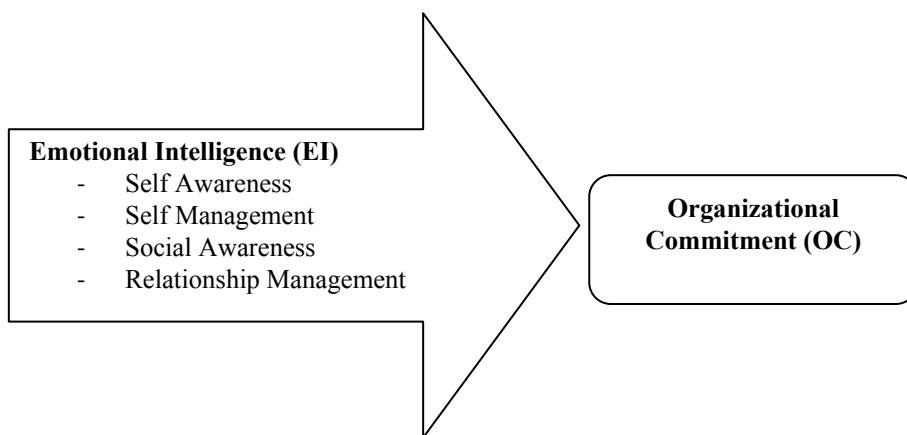 Emotional Intelligence (EI)
- Self Awareness
- Self Management
- Social Awareness
- Relationship Management
Organizational
Commitment (OC)